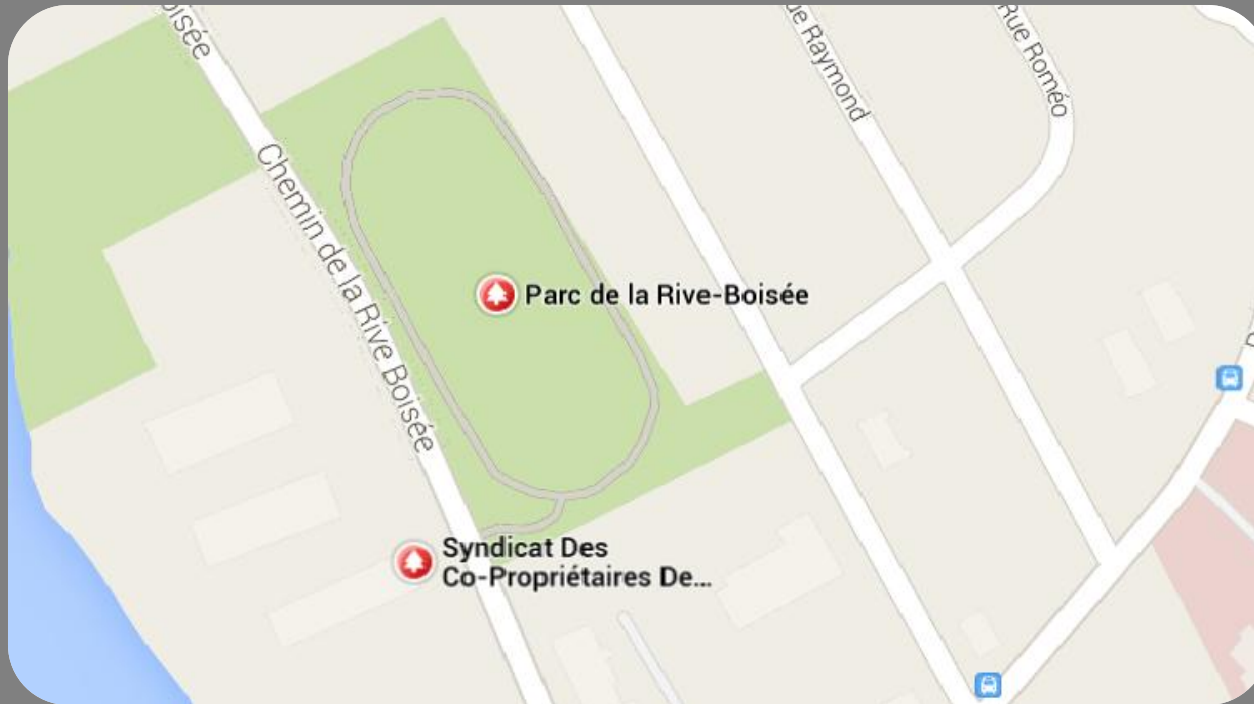 oisée
ue Raymond
Rue Roméo
Chemin de la Rive Boisée
Parc de la Rive-Boisée
Syndicat Des
Co-Propriétaires De...